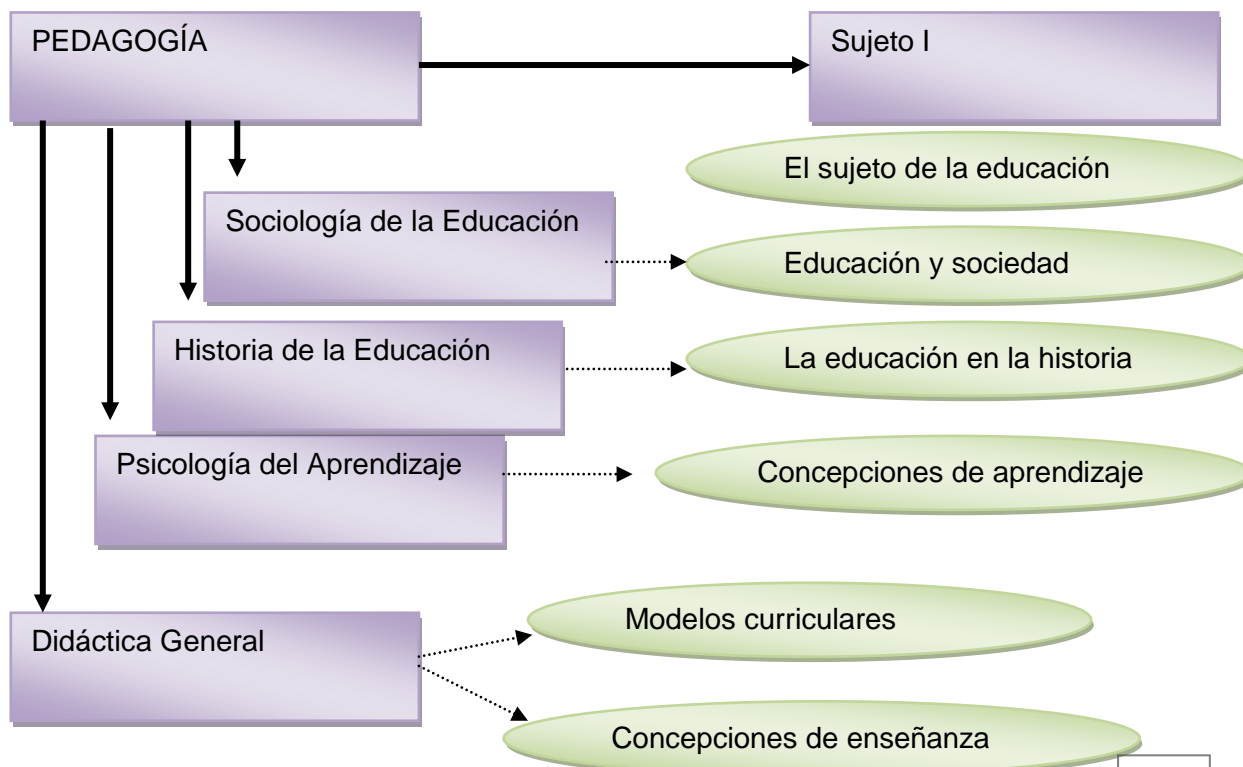 PEDAGOGÍA
Sujeto I
El sujeto de la educación
Sociología de la Educación
Educación y sociedad
Historia de la Educación
La educación en la historia
Psicología del Aprendizaje
Concepciones de aprendizaje
Didáctica General
Modelos curriculares
Concepciones de enseñanza